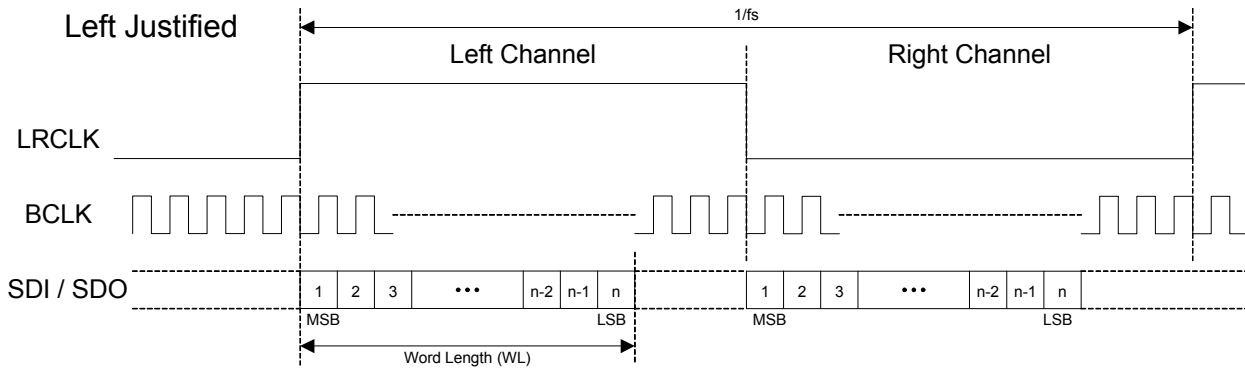 Left Justified
1/fs
Left Channel
Right Channel
LRCLK
BCLK
SDI / SDO
1 2 3 ••• n-2 n-1 n 1 2 3 ••• n-2 n-1 n
MSB LSB MSB LSB
Word Length (WL)